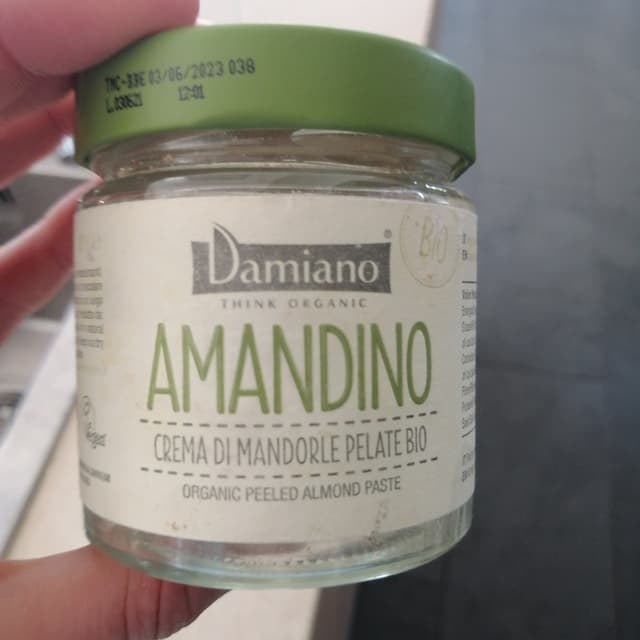 TMC-BBE 03/06/2023 038
L.030621 12:01
BIO
Damiano®
THINK ORGANIC
AMANDINO
CREMA DI MANDORLE PELATE BIO
ORGANIC PEELED ALMOND PASTE